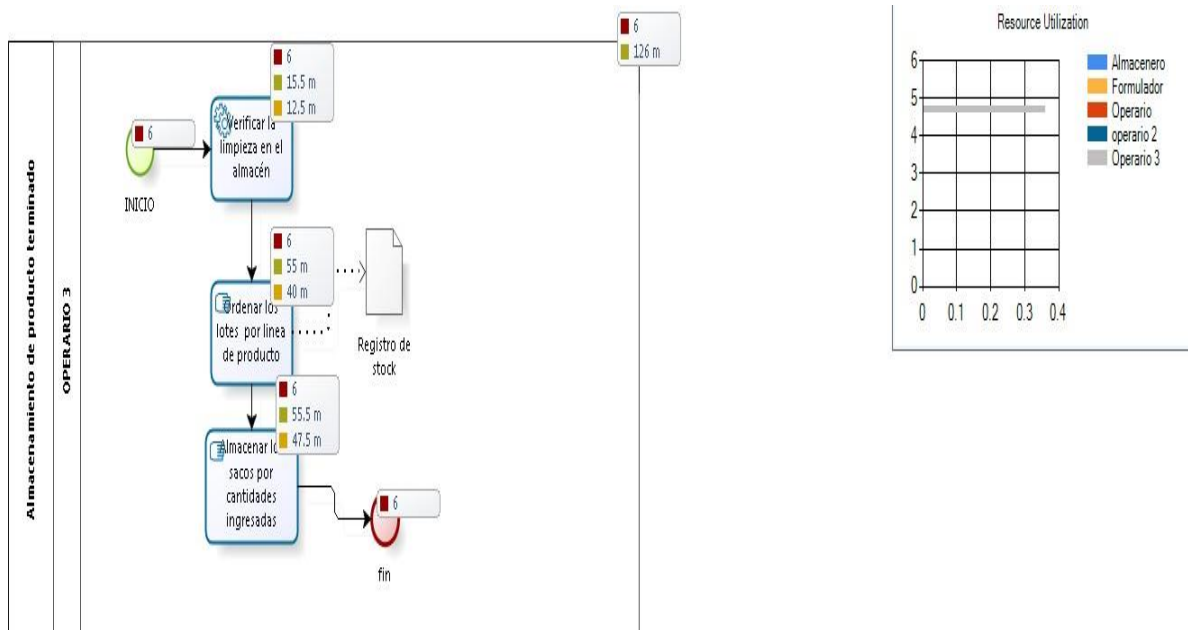 Almacenamiento de producto terminado
OPERARIO 3
6
126 m
6
INICIO
6
15.5 m
12.5 m
Verificar la
limpieza en el
almacén
6
55 m
40 m
Ordenar los
lotes por linea
de producto
Registro de
stock
6
55.5 m
47.5 m
Almacenar lo
sacos por
cantidades
ingresadas
6
fin
Resource Utilization
6
5
4
3
2
1
0
0 0.1 0.2 0.3 0.4
Almacenero
Formulador
Operario
operario 2
Operario 3